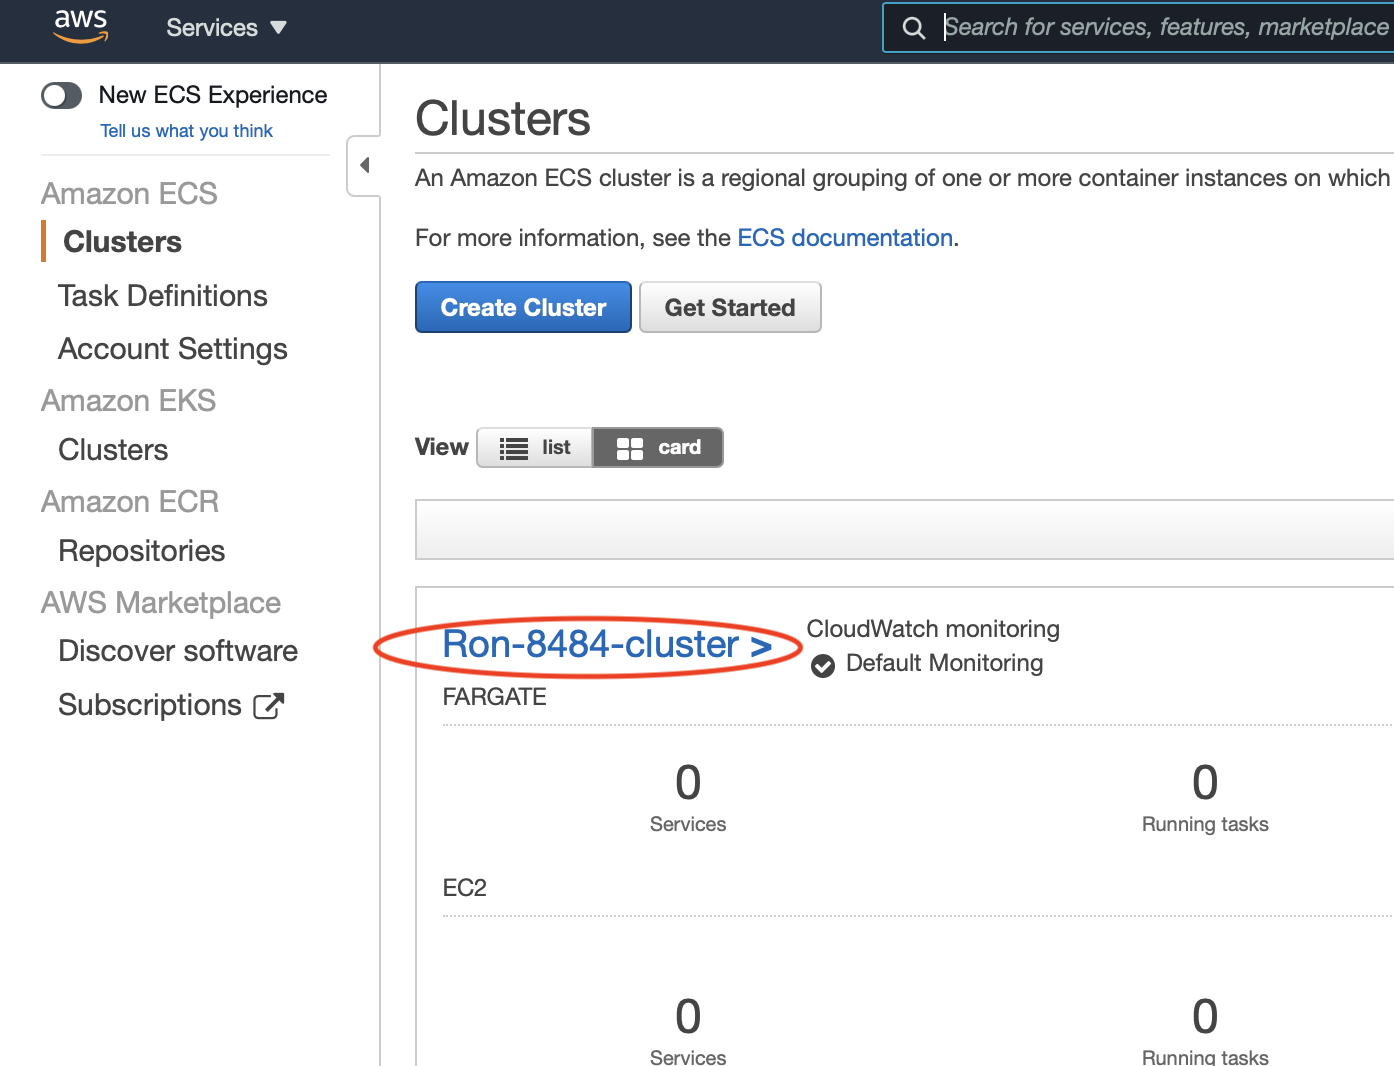 aws
Services
Search for services, features, marketplace
New ECS Experience
Tell us what you think
Amazon ECS
Clusters
Task Definitions
Account Settings
Amazon EKS
Clusters
Amazon ECR
Repositories
AWS Marketplace
Discover software
Subscriptions
Clusters
An Amazon ECS cluster is a regional grouping of one or more container instances on which
For more information, see the ECS documentation.
Create Cluster
Get Started
View
list
card
Ron-8484-cluster >
CloudWatch monitoring
Default Monitoring
FARGATE
0
Services
0
Running tasks
EC2
0
Services
0
Running tasks